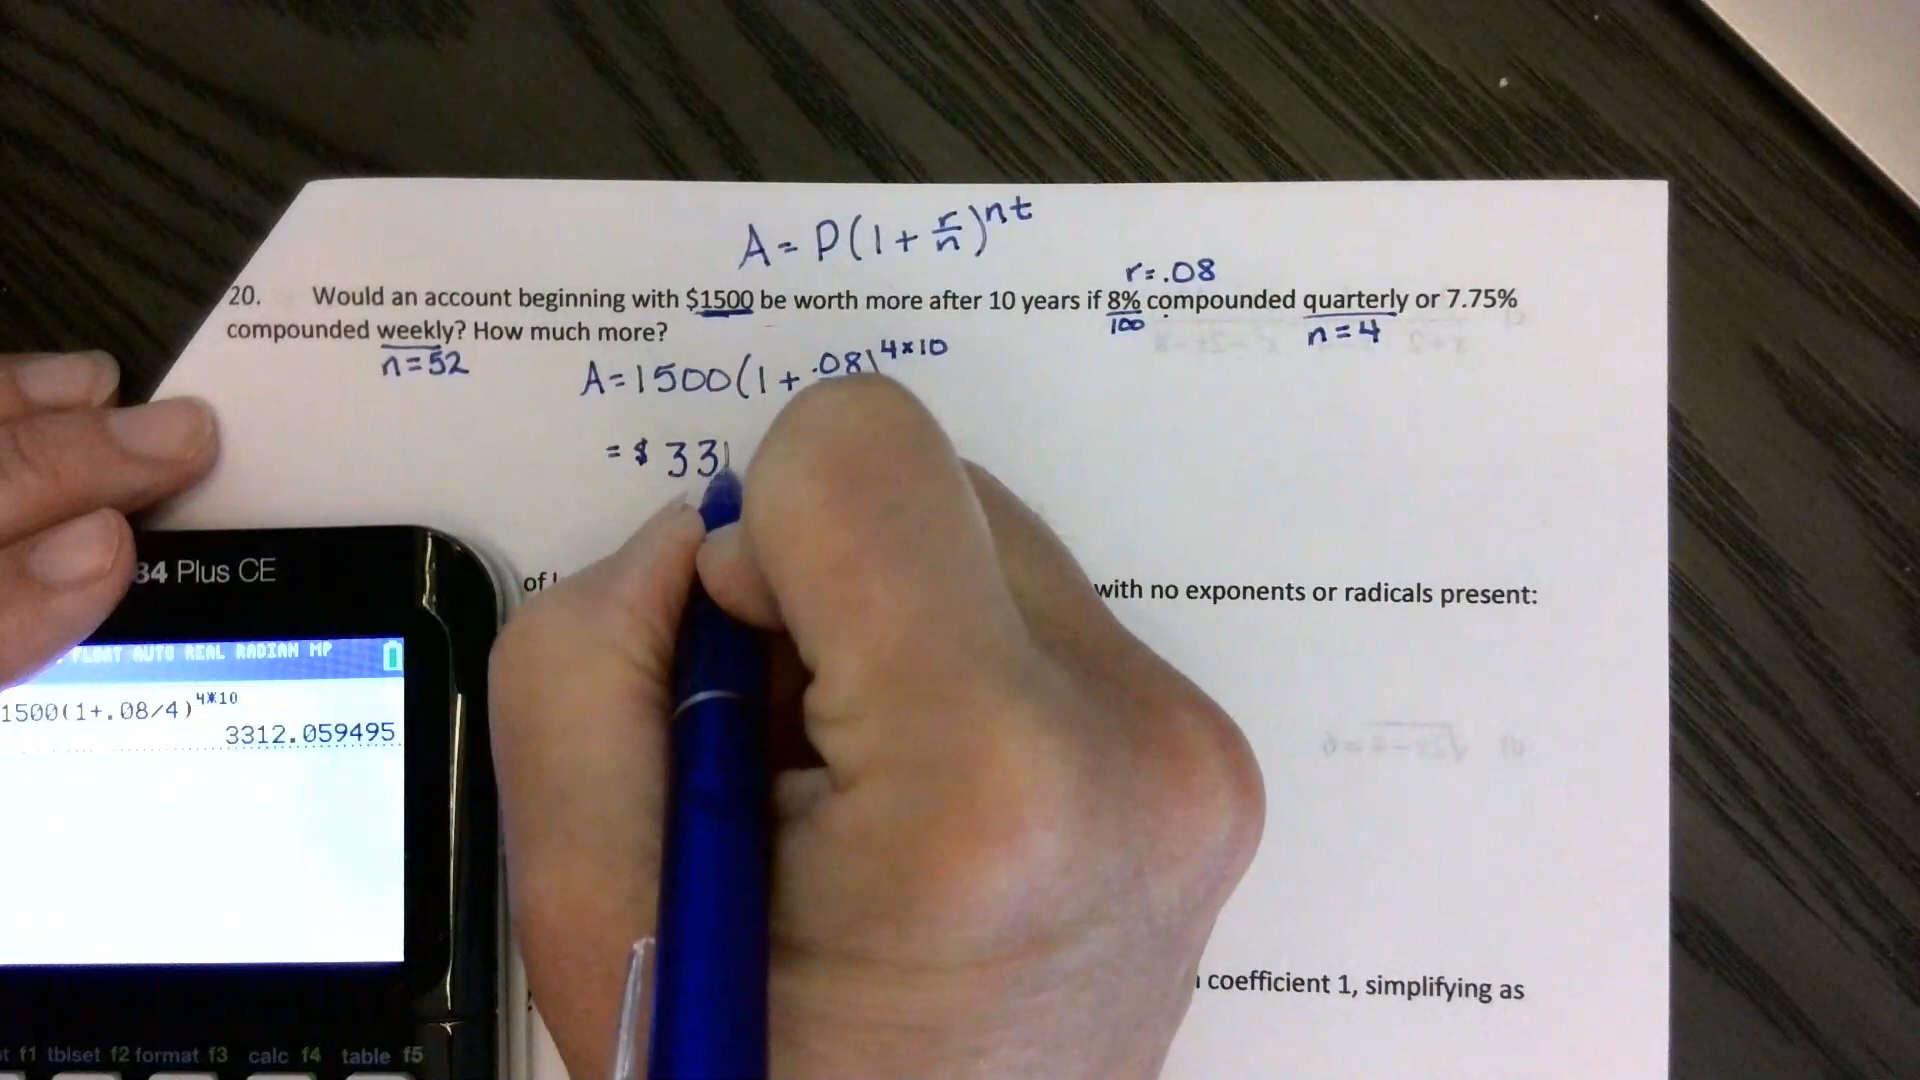 A = P(1 + r/n)^nt
r = .08
20. Would an account beginning with $1500 be worth more after 10 years if 8% compounded quarterly or 7.75%
100
n = 4
compounded weekly? How much more?
n = 52
A = 1500(1 + .08)^4×10
= $ 331
84 Plus CE
of
with no exponents or radicals present:
FLOAT AUTO REAL RADIAN MP
1500(1+.08/4)^4*10
3312.059495
coefficient 1, simplifying as
f1 tblset f2 format f3 calc f4 table f5